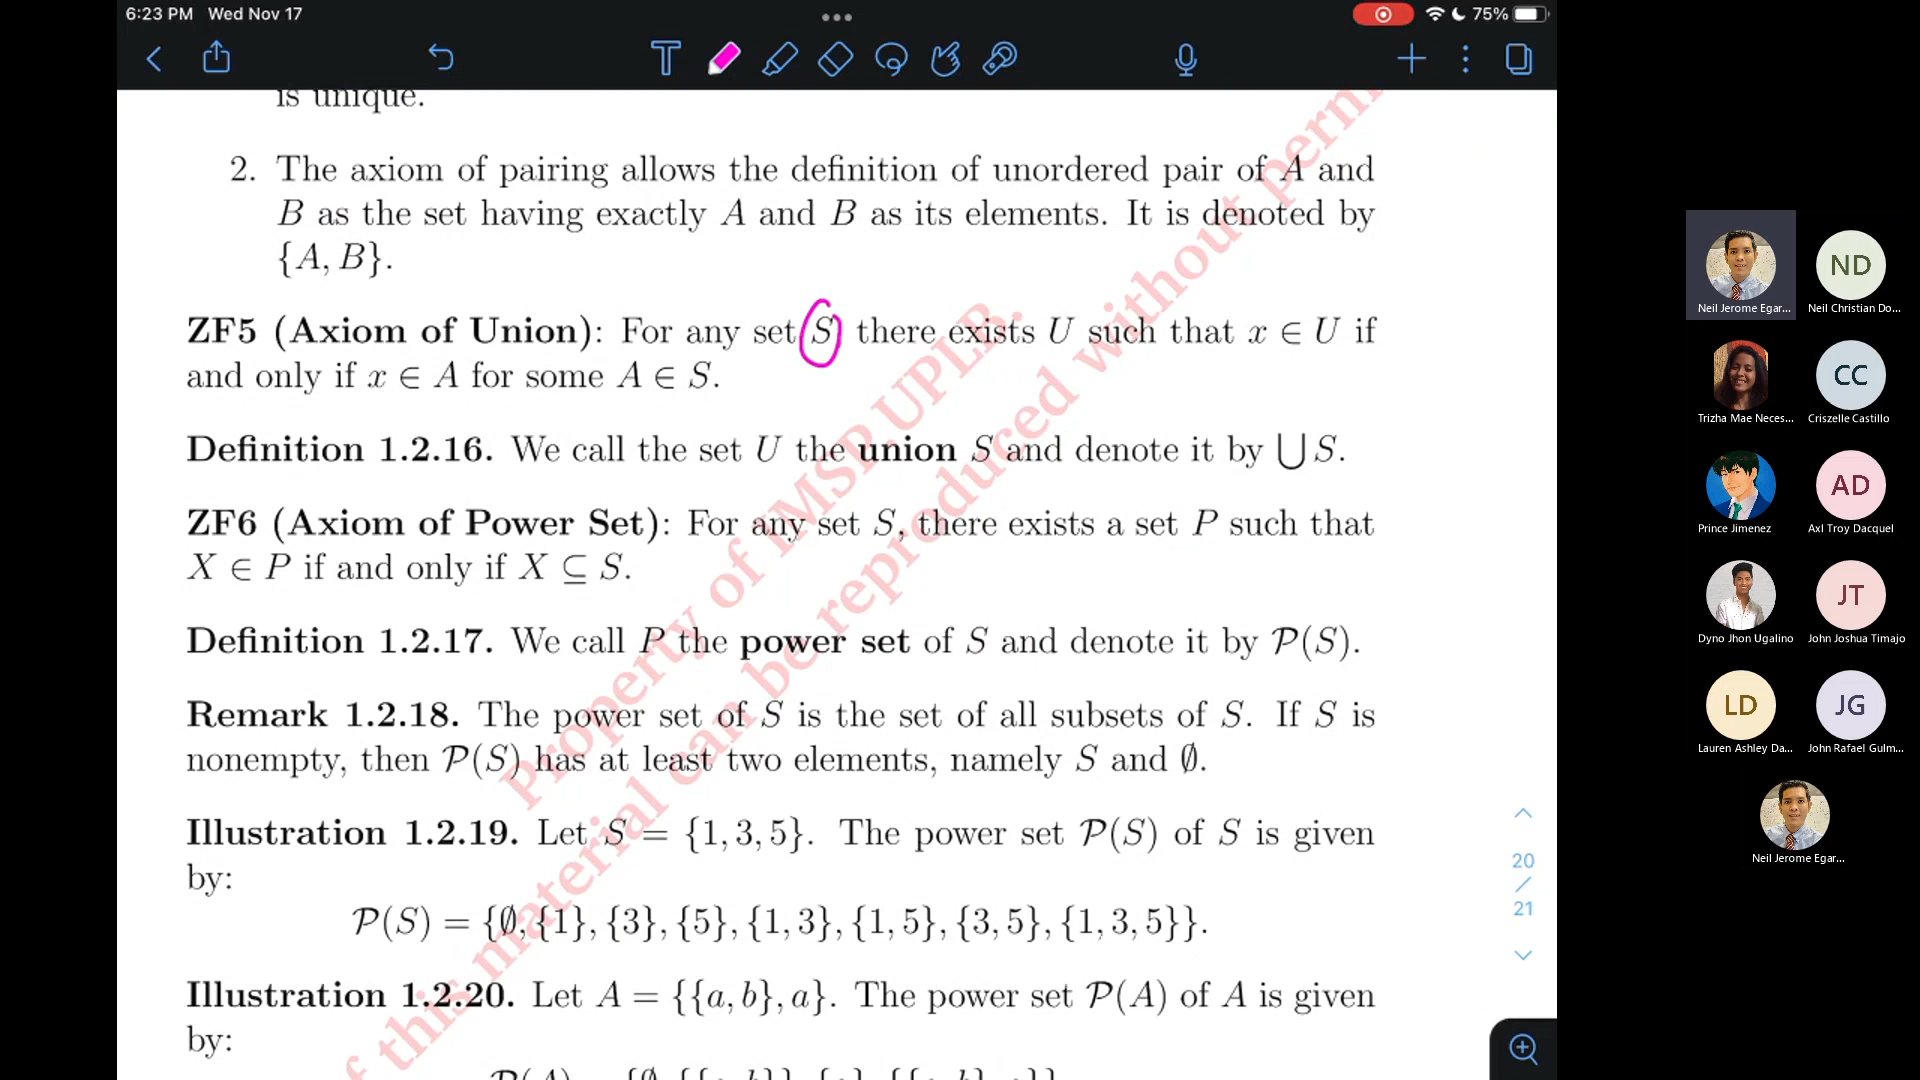 6:23 PM Wed Nov 17
75%
is unique.
2. The axiom of pairing allows the definition of unordered pair of A and
B as the set having exactly A and B as its elements. It is denoted by
{A, B}.
ZF5 (Axiom of Union): For any set S there exists U such that x ∈ U if
and only if x ∈ A for some A ∈ S.
Definition 1.2.16. We call the set U the union S and denote it by ⋃ S.
ZF6 (Axiom of Power Set): For any set S, there exists a set P such that
X ∈ P if and only if X ⊆ S.
Definition 1.2.17. We call P the power set of S and denote it by 𝒫(S).
Remark 1.2.18. The power set of S is the set of all subsets of S. If S is
nonempty, then 𝒫(S) has at least two elements, namely S and ∅.
Illustration 1.2.19. Let S = {1, 3, 5}. The power set 𝒫(S) of S is given
by:
𝒫(S) = {∅, {1}, {3}, {5}, {1, 3}, {1, 5}, {3, 5}, {1, 3, 5}}.
Illustration 1.2.20. Let A = {{a, b}, a}. The power set 𝒫(A) of A is given
by:
Property of IMSP, UPLB.
f this material can be reproduced without permi
20
/
21
Neil Jerome Egar...
ND
Neil Christian Do...
Trizha Mae Neces...
CC
Criszelle Castillo
Prince Jimenez
AD
Axl Troy Dacquel
Dyno Jhon Ugalino
JT
John Joshua Timajo
LD
Lauren Ashley Da...
JG
John Rafael Gulm...
Neil Jerome Egar...